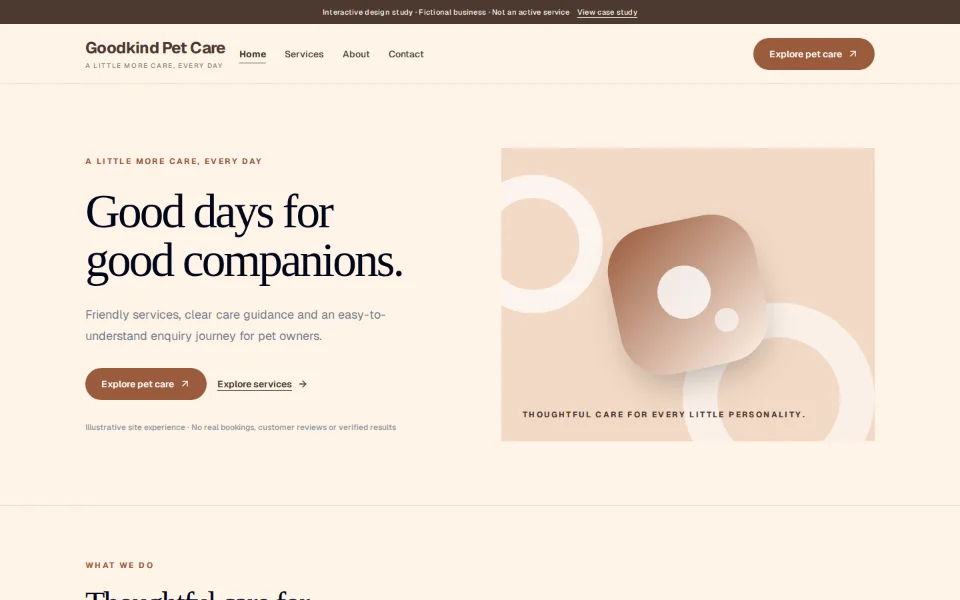 Interactive design study · Fictional business · Not an active service View case study
Goodkind Pet Care
A LITTLE MORE CARE, EVERY DAY
Home Services About Contact
Explore pet care
A LITTLE MORE CARE, EVERY DAY
Good days for
good companions.
Friendly services, clear care guidance and an easy-to-
understand enquiry journey for pet owners.
Explore pet care Explore services
Illustrative site experience · No real bookings, customer reviews or verified results
THOUGHTFUL CARE FOR EVERY LITTLE PERSONALITY.
WHAT WE DO
Thoughtful care for